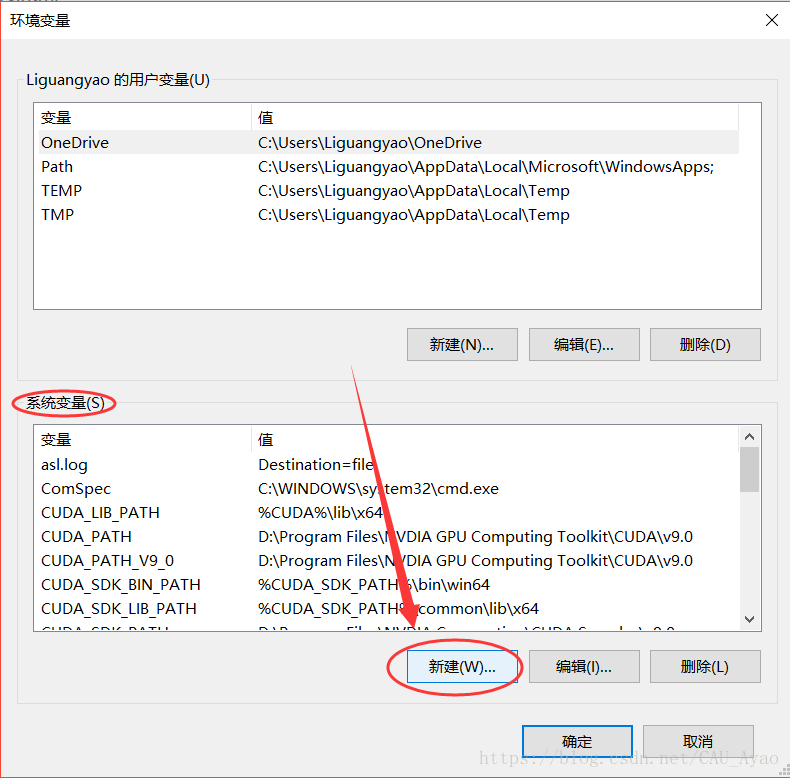 环境变量
Liguangyao 的用户变量(U)
变量 值
OneDrive C:\Users\Liguangyao\OneDrive
Path C:\Users\Liguangyao\AppData\Local\Microsoft\WindowsApps;
TEMP C:\Users\Liguangyao\AppData\Local\Temp
TMP C:\Users\Liguangyao\AppData\Local\Temp
新建(N)... 编辑(E)... 删除(D)
系统变量(S)
变量 值
asl.log Destination=file
ComSpec C:\WINDOWS\system32\cmd.exe
CUDA_LIB_PATH %CUDA%\lib\x64
CUDA_PATH D:\Program Files\NVIDIA GPU Computing Toolkit\CUDA\v9.0
CUDA_PATH_V9_0 D:\Program Files\NVIDIA GPU Computing Toolkit\CUDA\v9.0
CUDA_SDK_BIN_PATH %CUDA_SDK_PATH%\bin\win64
CUDA_SDK_LIB_PATH %CUDA_SDK_PATH%\common\lib\x64
新建(W)... 编辑(I)... 删除(L)
确定 取消
https://blog.csdn.net/CAU_Ayao